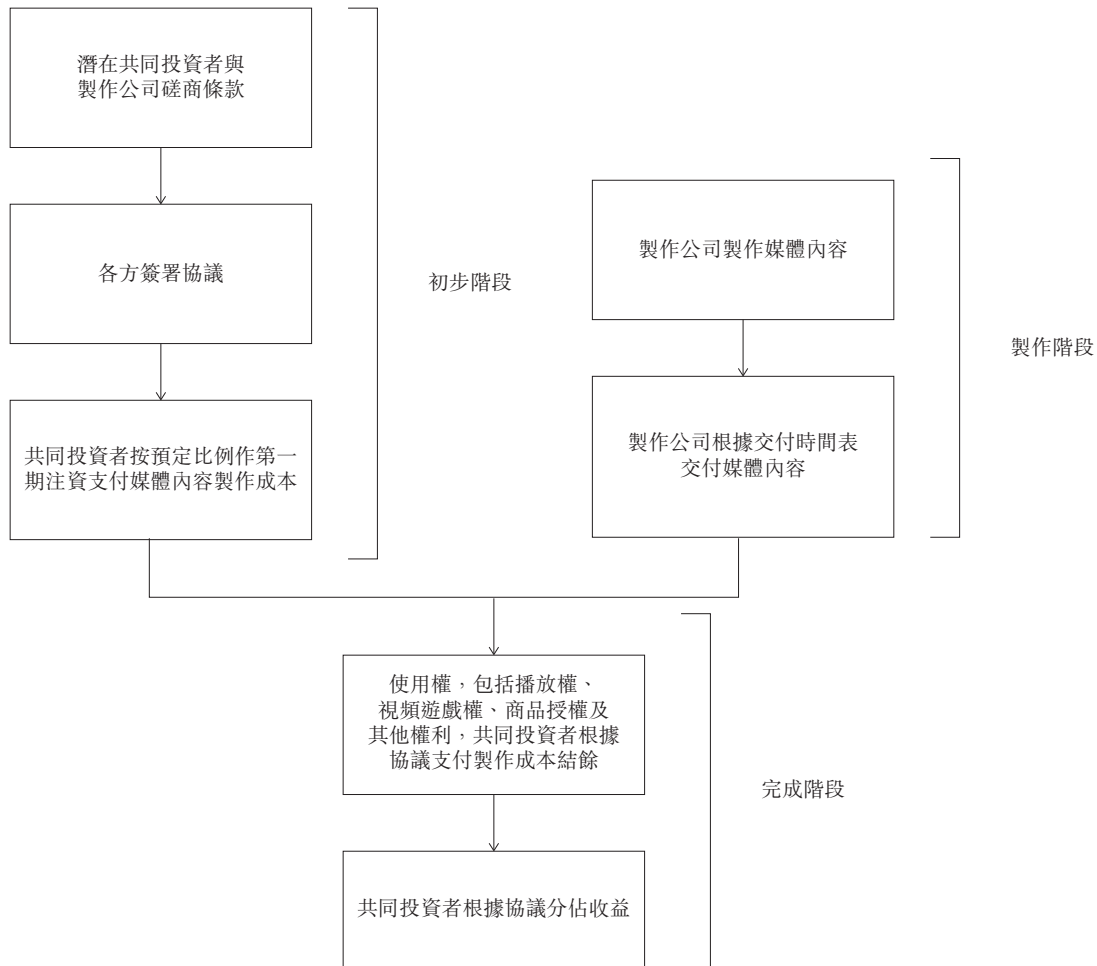 潛在共同投資者與
製作公司磋商條款
各方簽署協議
共同投資者按預定比例作第一
期注資支付媒體內容製作成本
初步階段
製作公司製作媒體內容
製作公司根據交付時間表
交付媒體內容
製作階段
使用權，包括播放權、
視頻遊戲權、商品授權及
其他權利，共同投資者根據
協議支付製作成本結餘
共同投資者根據協議分佔收益
完成階段